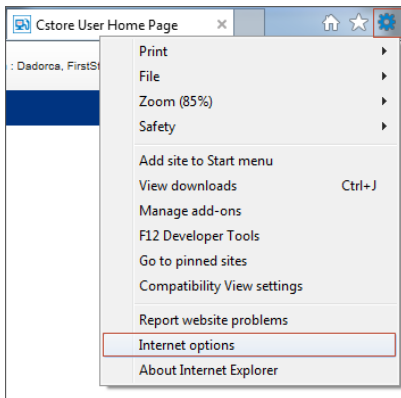 Cstore User Home Page
: Dadorca, FirstSt
Print
File
Zoom (85%)
Safety
Add site to Start menu
View downloads Ctrl+J
Manage add-ons
F12 Developer Tools
Go to pinned sites
Compatibility View settings
Report website problems
Internet options
About Internet Explorer